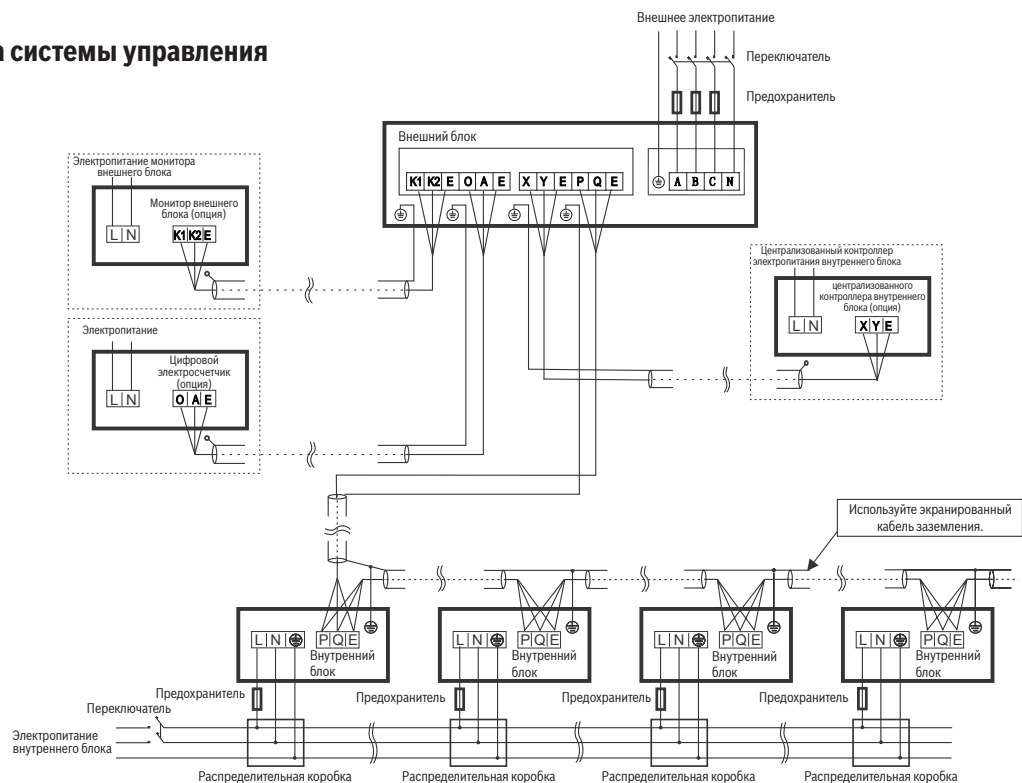 а системы управления
Внешнее электропитание
Переключатель
Предохранитель
Внешний блок
K1 K2 E O A E X Y E P Q E
A B C N
Электропитание монитора
внешнего блока
Монитор внешнего
блока (опция)
L N
K1 K2 E
Централизованный контроллер
электропитания внутреннего блока
централизованного
контроллера внутреннего
блока (опция)
L N
X Y E
Электропитание
Цифровой
электросчетчик
(опция)
L N
O A E
Используйте экранированный
кабель заземления.
L N
P Q E
Внутренний
блок
L N
P Q E
Внутренний
блок
L N
P Q E
Внутренний
блок
L N
P Q E
Внутренний
блок
Предохранитель
Предохранитель
Предохранитель
Предохранитель
Переключатель
Электропитание
внутреннего блока
Распределительная коробка
Распределительная коробка
Распределительная коробка
Распределительная коробка